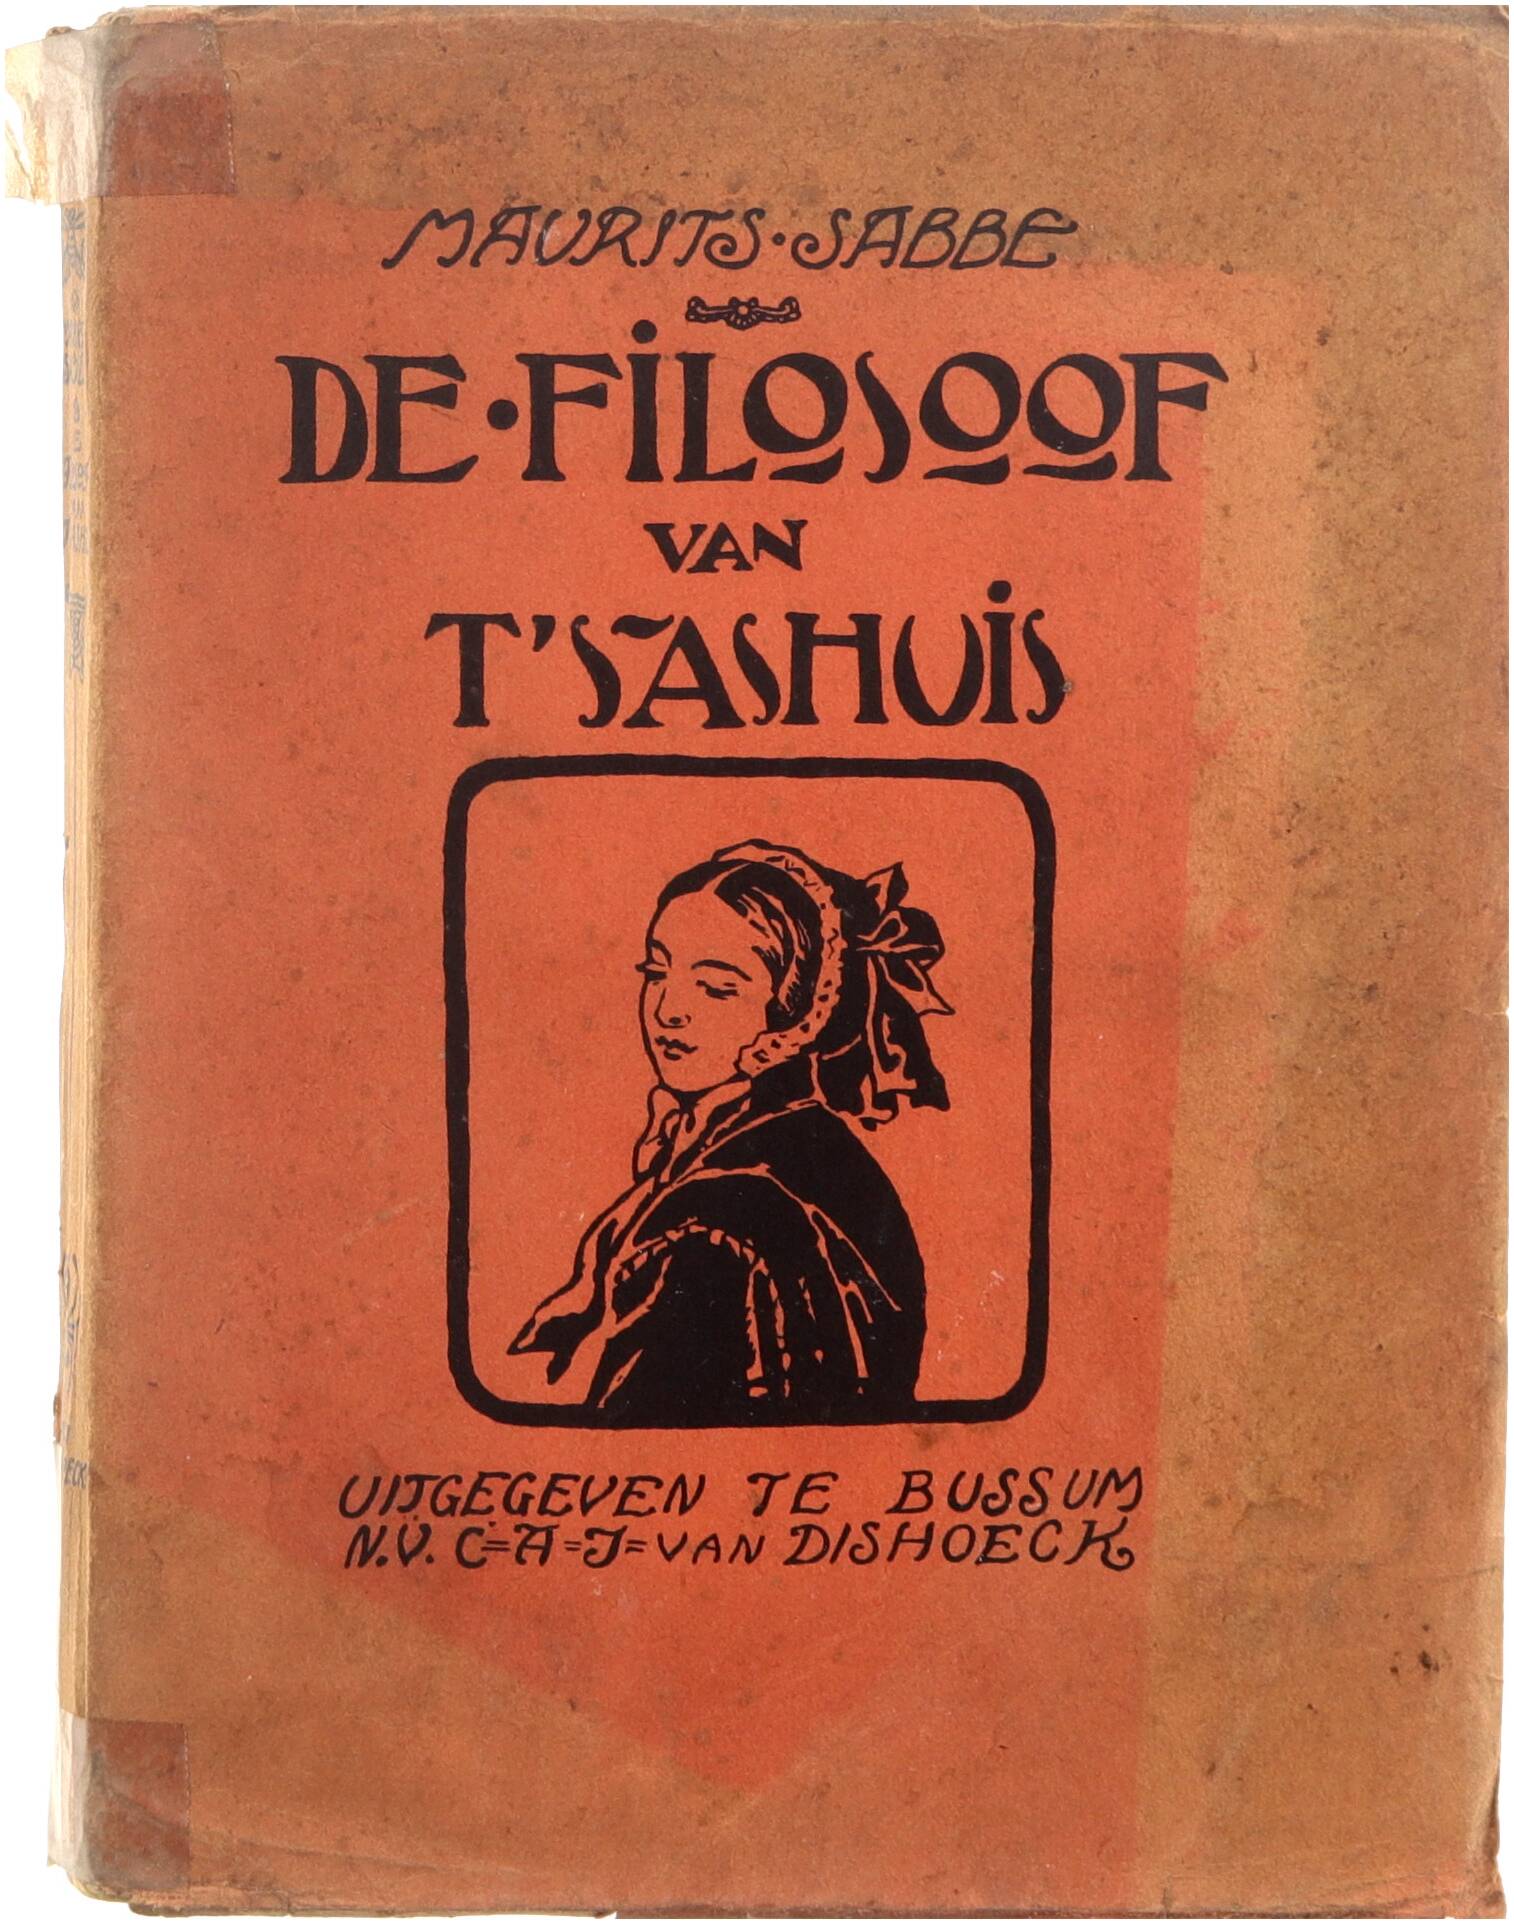 MAURITS·SABBE
DE·FILOSOOF
VAN
T'SASHUIS
UITGEGEVEN TE BUSSUM
N.V. C=A=J=VAN DISHOECK